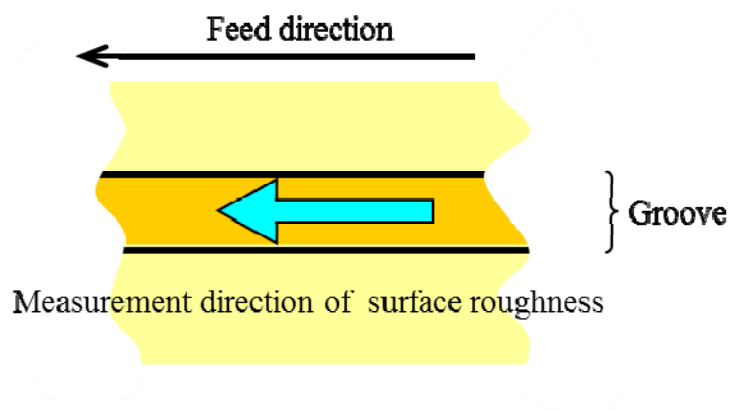 Feed direction
Groove
Measurement direction of surface roughness